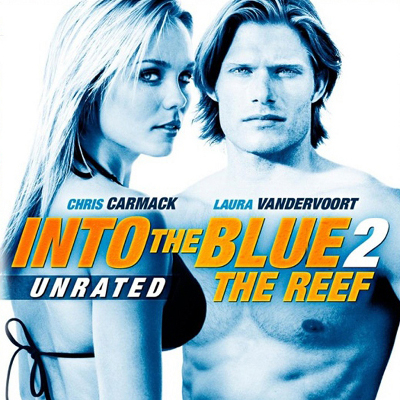 CHRIS CARMACK LAURA VANDERVOORT
INTO THE BLUE 2
UNRATED THE REEF